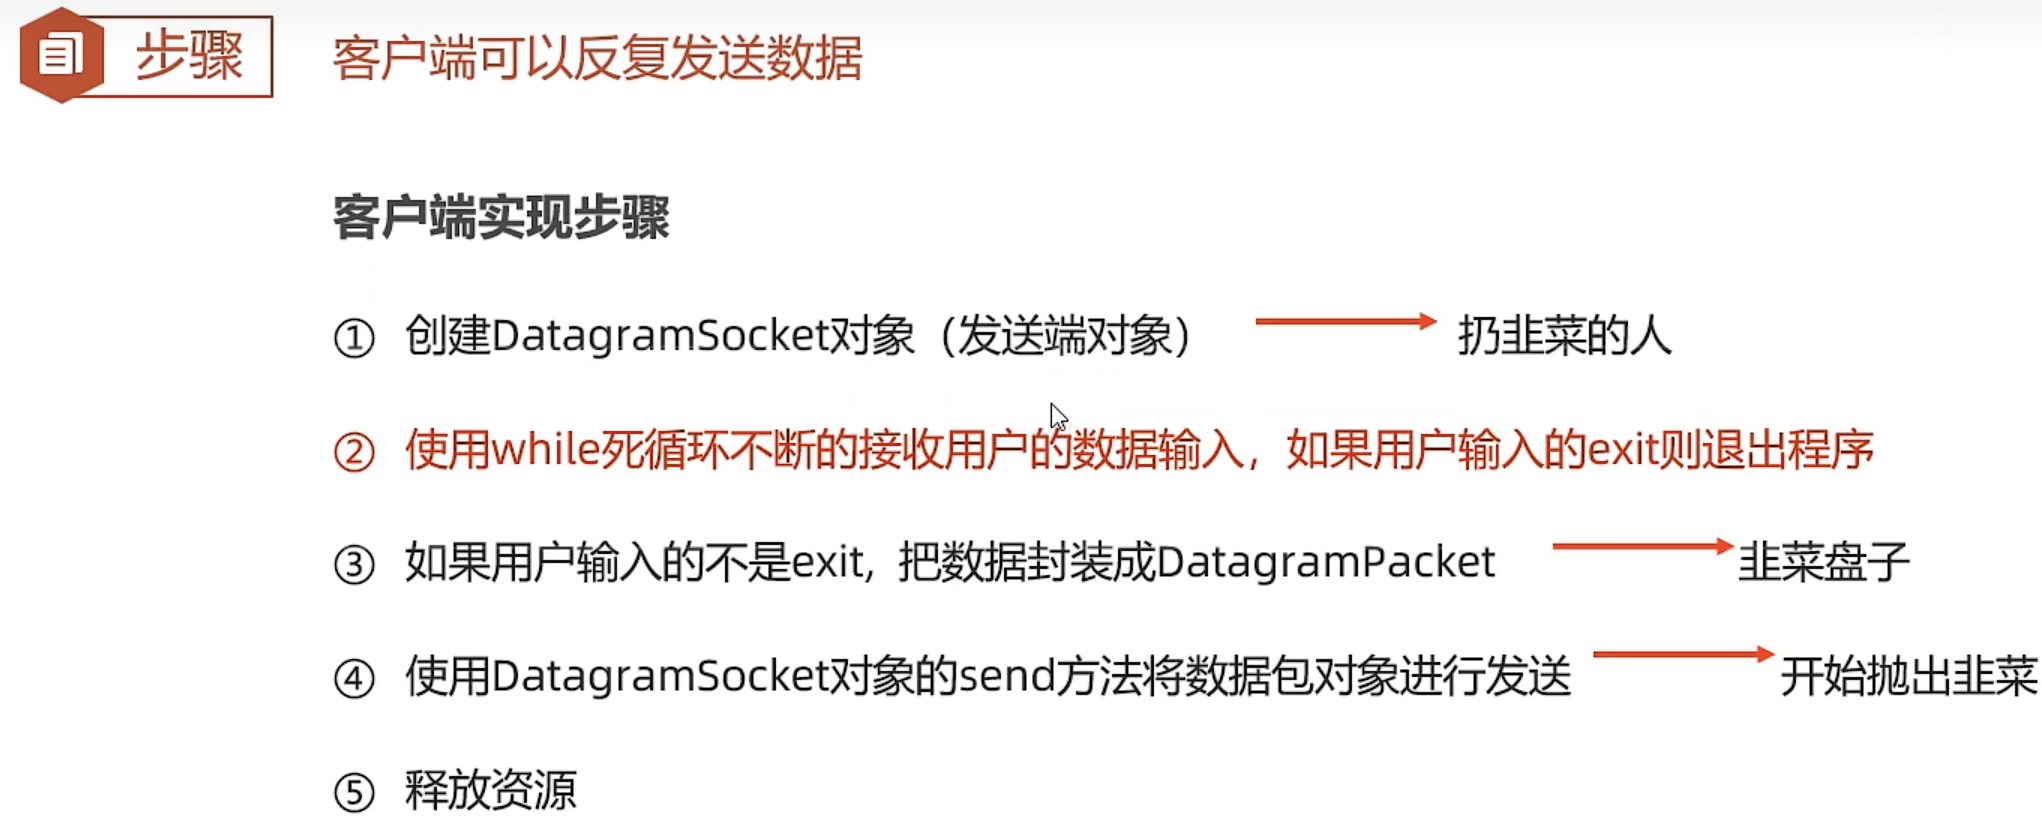 步骤
客户端可以反复发送数据
客户端实现步骤
① 创建DatagramSocket对象（发送端对象） 扔韭菜的人
② 使用while死循环不断的接收用户的数据输入，如果用户输入的exit则退出程序
③ 如果用户输入的不是exit, 把数据封装成DatagramPacket 韭菜盘子
④ 使用DatagramSocket对象的send方法将数据包对象进行发送 开始抛出韭菜
⑤ 释放资源